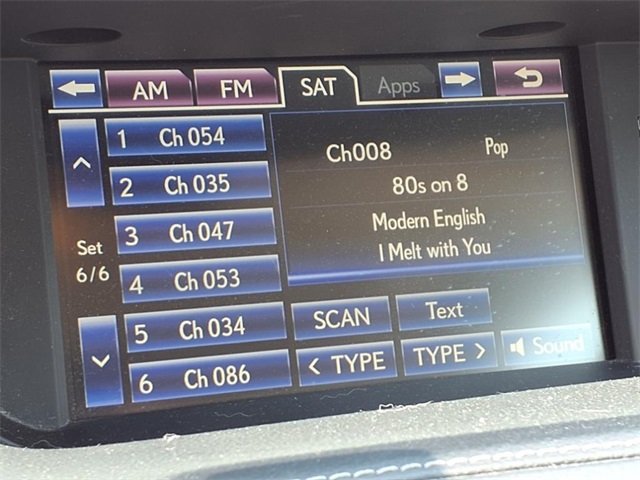 AM FM SAT Apps
1 Ch 054
2 Ch 035
3 Ch 047
4 Ch 053
5 Ch 034
6 Ch 086
Set
6/6
Ch008 Pop
80s on 8
Modern English
I Melt with You
SCAN Text
< TYPE TYPE > Sound